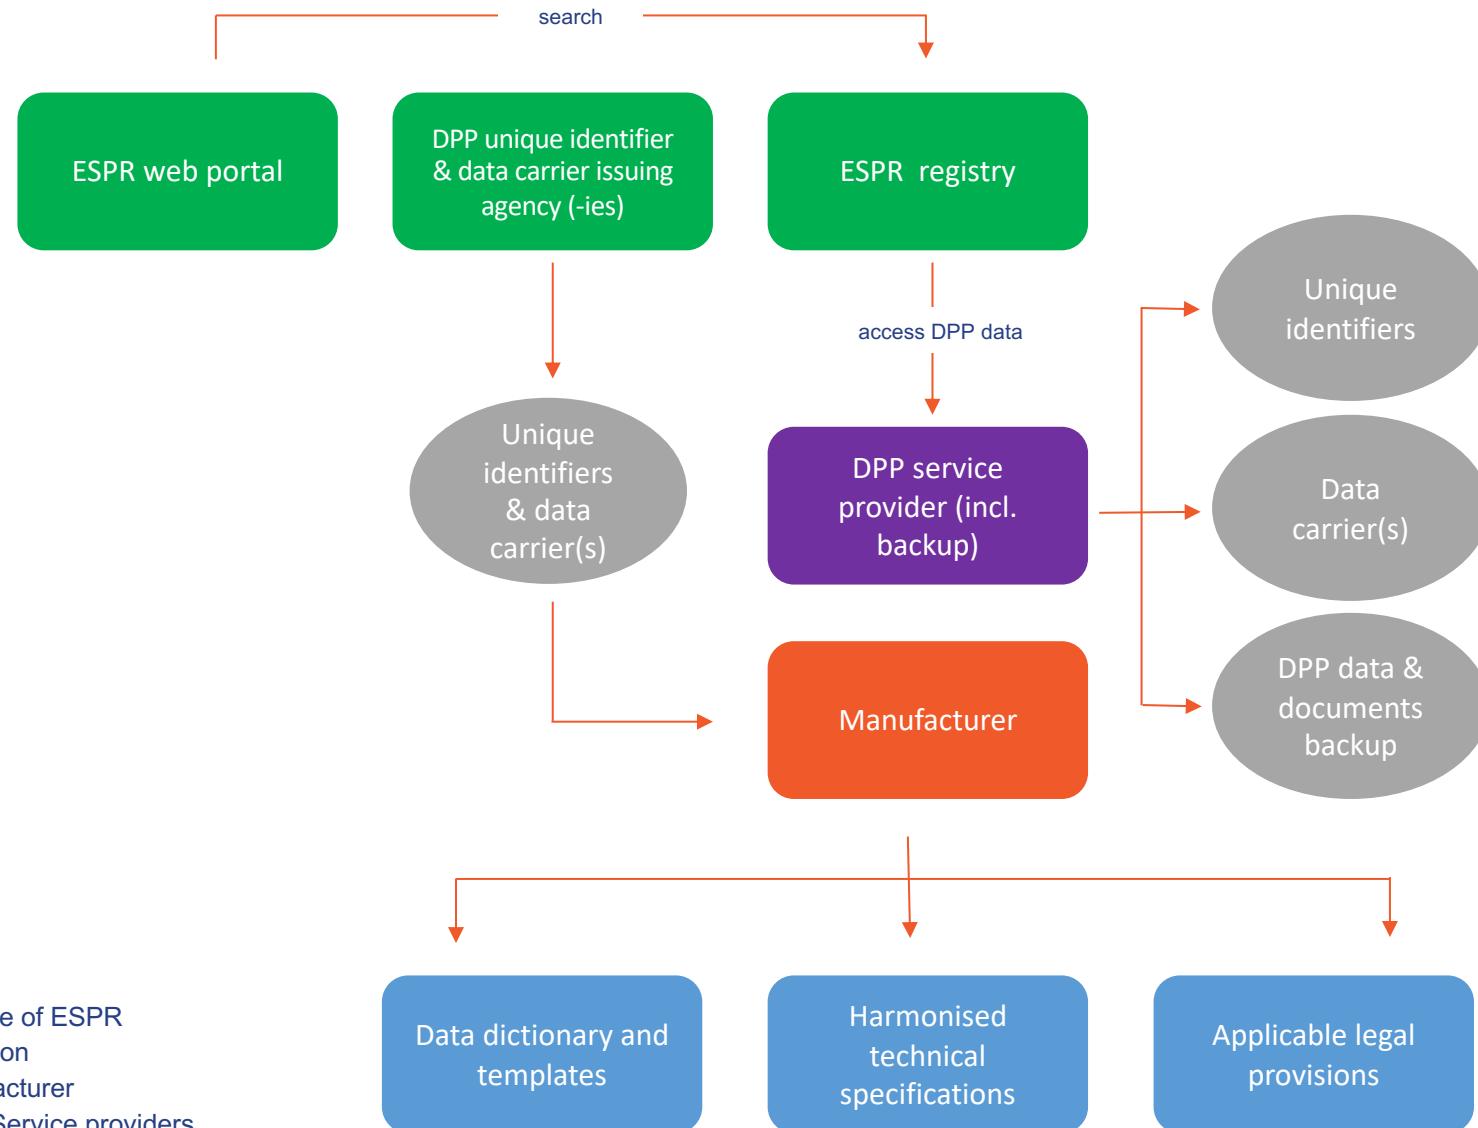 search
ESPR web portal
DPP unique identifier
& data carrier issuing
agency (-ies)
ESPR registry
Unique
identifiers
access DPP data
Unique
identifiers
& data
carrier(s)
DPP service
provider (incl.
backup)
Data
carrier(s)
Manufacturer
DPP data &
documents
backup
Data dictionary and
templates
Harmonised
technical
specifications
Applicable legal
provisions
of ESPR
Service providers